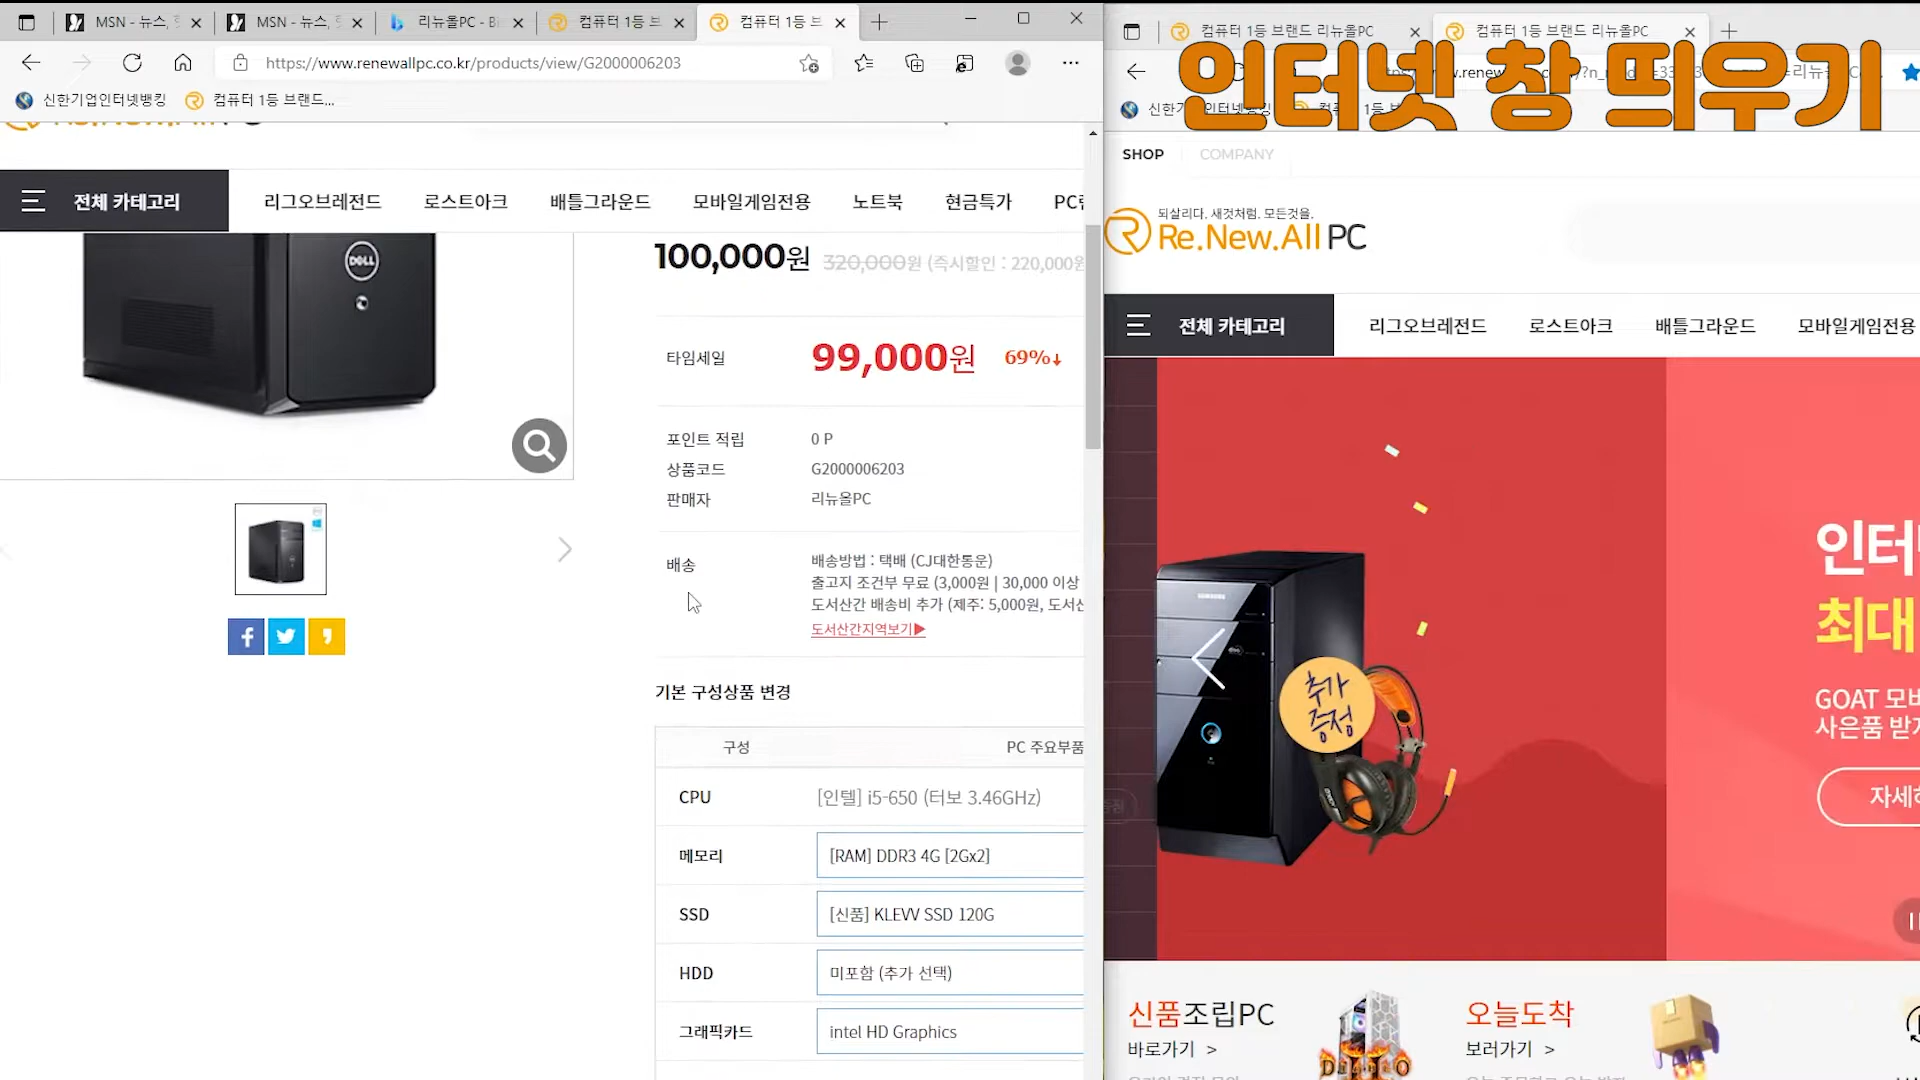 MSN - 뉴스,
MSN - 뉴스,
리뉴올PC - Bi
컴퓨터 1등 브
컴퓨터 1등 브
https://www.renewallpc.co.kr/products/view/G2000006203
신한기업인터넷뱅킹
컴퓨터 1등 브랜드...
전체 카테고리
리그오브레전드
로스트아크
배틀그라운드
모바일게임전용
노트북
현금특가
DELL
100,000원 320,000원 (즉시할인 : 220,000원
타임세일 99,000원 69%↓
포인트 적립 0 P
상품코드 G2000006203
판매자 리뉴올PC
배송 배송방법 : 택배 (CJ대한통운)
출고지 조건부 무료 (3,000원 | 30,000 이상
도서산간 배송비 추가 (제주: 5,000원, 도서산
도서산간지역보기▶
기본 구성상품 변경
구성 PC 주요부품
CPU [인텔] i5-650 (터보 3.46GHz)
메모리 [RAM] DDR3 4G [2Gx2]
SSD [신품] KLEVV SSD 120G
HDD 미포함 (추가 선택)
그래픽카드 intel HD Graphics
컴퓨터 1등 브랜드 리뉴올PC
컴퓨터 1등 브랜드 리뉴올PC
인터넷 창 띄우기
SHOP
COMPANY
되살리다. 새것처럼. 모든것을.
Re.New.All PC
전체 카테고리
리그오브레전드
로스트아크
배틀그라운드
모바일게임전용
SAMSUNG
추가
증정
최대
GOAT
사은품
신품조립PC
바로가기 >
오늘도착
보러가기 >
DIABLO